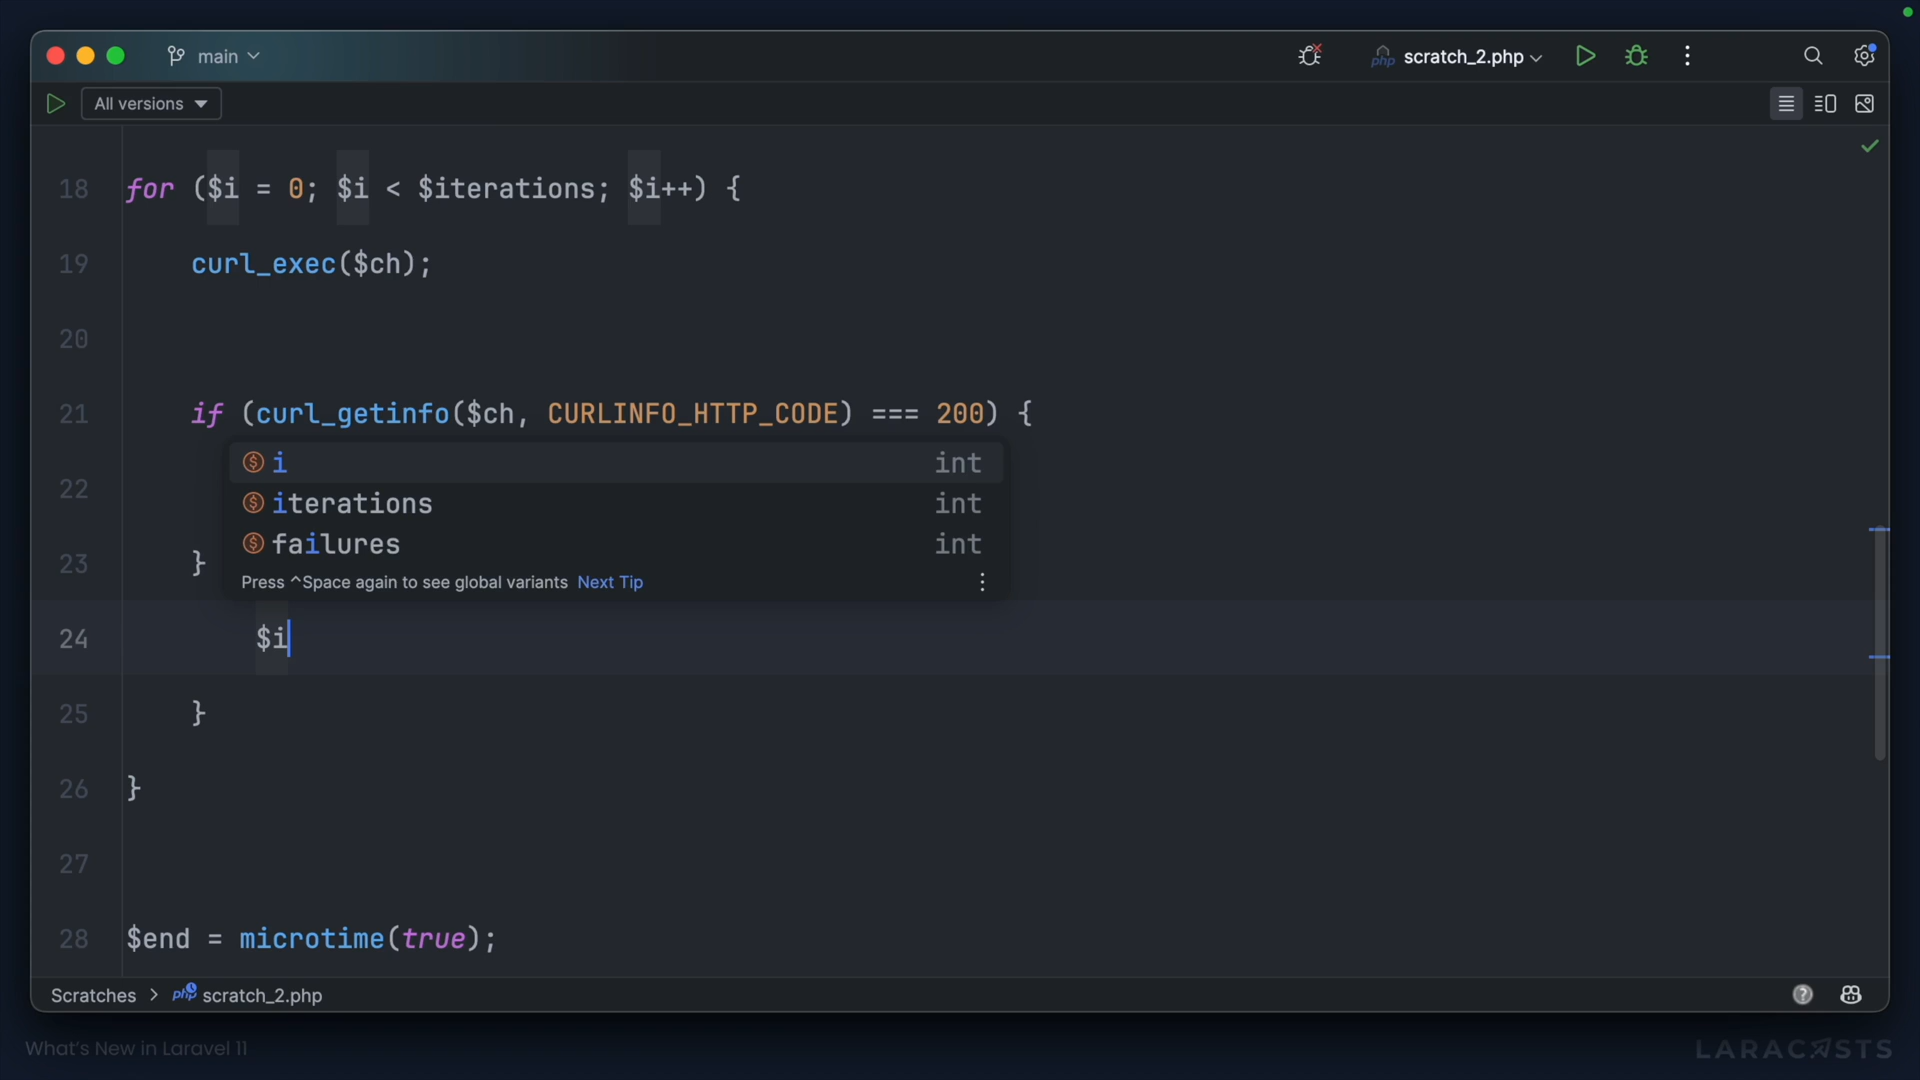 main
php scratch_2.php
All versions
18 for ($i = 0; $i < $iterations; $i++) {
19 curl_exec($ch);
20
21 if (curl_getinfo($ch, CURLINFO_HTTP_CODE) === 200) {
22
$ i int
$ iterations int
$ failures int
Press ^Space again to see global variants Next Tip
23 }
24 $i
25 }
26 }
27
28 $end = microtime(true);
Scratches > php scratch_2.php
?
What's New in Laravel 11
LARACASTS